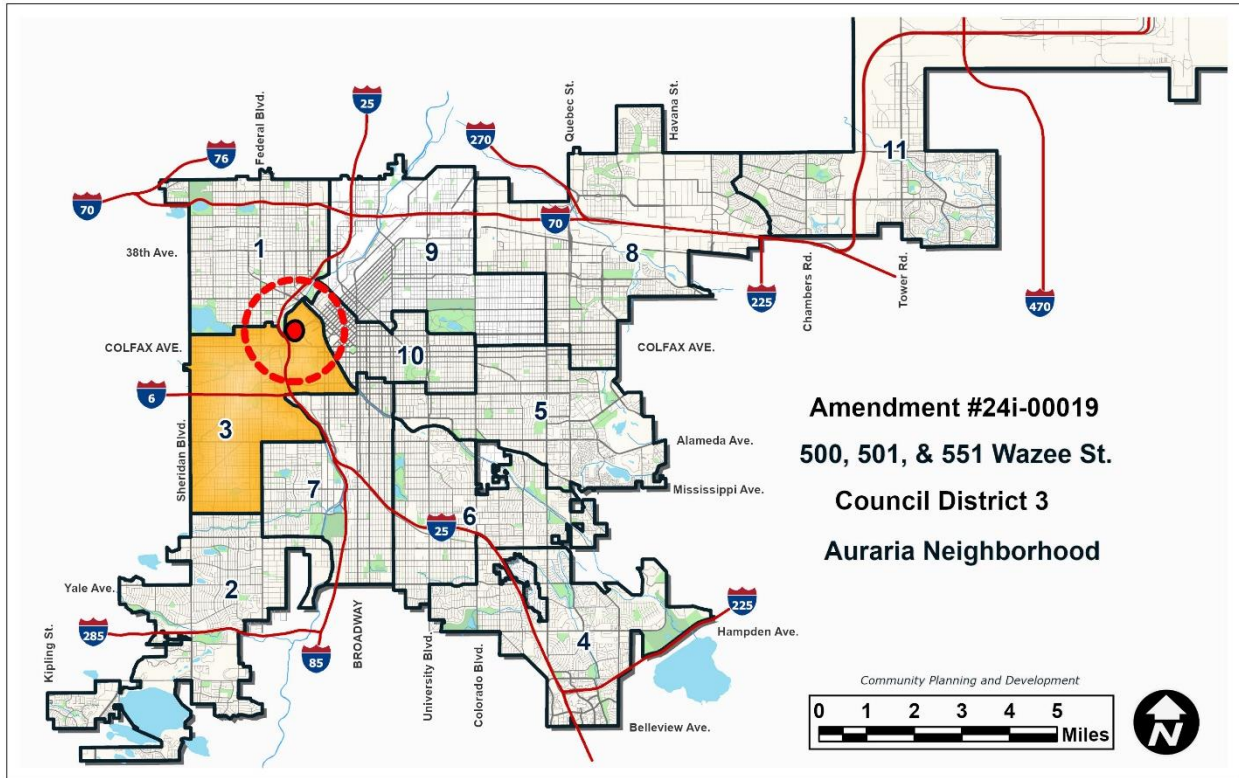 25
270
Quebec St.
Havana St.
Federal Blvd.
76
70
11
38th Ave.
1
9
70
8
225
Chambers Rd.
Tower Rd.
470
COLFAX AVE.
10
COLFAX AVE.
6
3
5
Sheridan Blvd.
Alameda Ave.
7
Mississippi Ave.
6
25
Yale Ave.
2
285
Kipling St.
85
BROADWAY
University Blvd.
Colorado Blvd.
4
225
Hampden Ave.
Belleview Ave.
Amendment #24i-00019
500, 501, & 551 Wazee St.
Council District 3
Auraria Neighborhood
Community Planning and Development
0 1 2 3 4 5
Miles
N